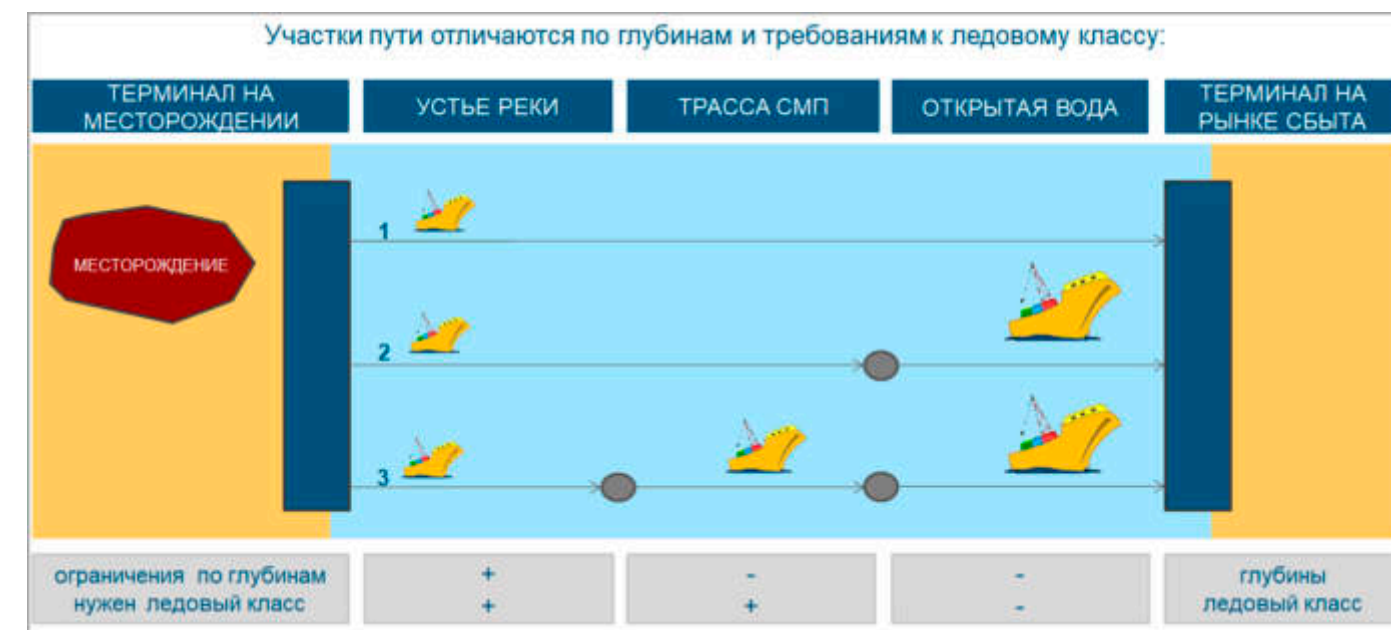 Участки пути отличаются по глубинам и требованиям к ледовому классу:
ТЕРМИНАЛ НА
МЕСТОРОЖДЕНИИ
УСТЬЕ РЕКИ
ТРАССА СМП
ОТКРЫТАЯ ВОДА
ТЕРМИНАЛ НА
РЫНКЕ СБЫТА
МЕСТОРОЖДЕНИЕ
1
2
3
ограничения по глубинам
нужен ледовый класс
+
+
-
+
-
-
глубины
ледовый класс